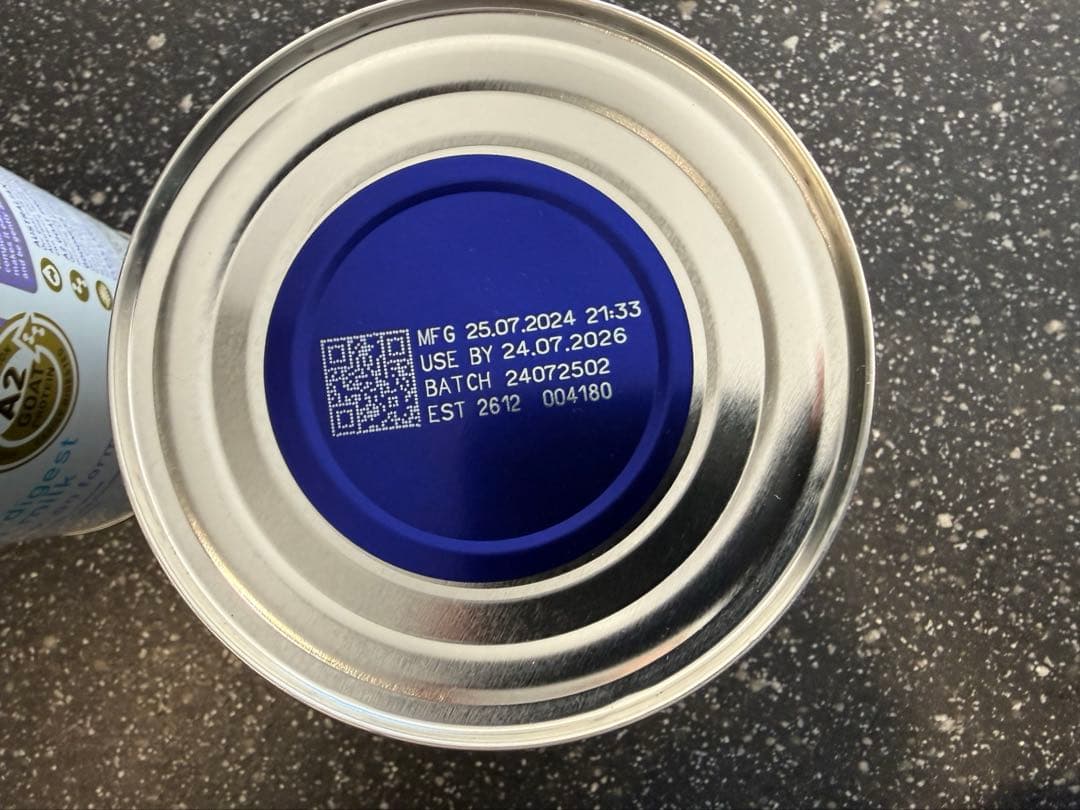 MFG 25.07.2024 21:33
USE BY 24.07.2026
BATCH 24072502
EST 2612 004180
A2
GOAT
PROTEIN
digest
milk